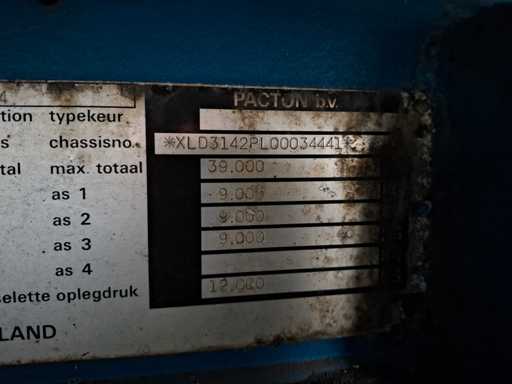 4
PACTON b.v.
tion typekeur
s chassisno. *XLD3142PL00034441*
tal max. totaal 39.000
as 1 9.000
as 2 9.000
as 3 9.000
as 4
selette oplegdruk 12.000
LAND